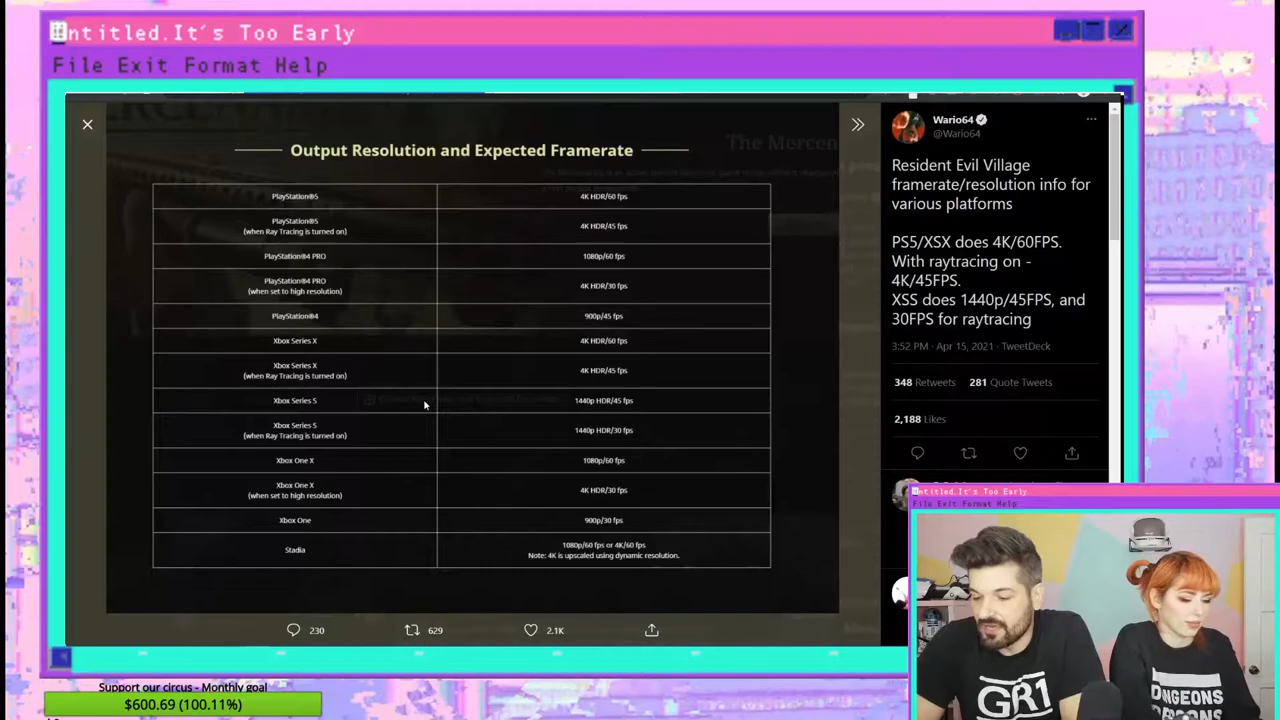 Untitled.It's Too Early
File Exit Format Help
Output Resolution and Expected Framerate
PlayStation®5
4K HDR/60 fps
PlayStation®5
(when Ray Tracing is turned on)
4K HDR/45 fps
PlayStation®4 PRO
1080p/60 fps
PlayStation®4 PRO
(when set to high resolution)
4K HDR/30 fps
PlayStation®4
900p/45 fps
Xbox Series X
4K HDR/60 fps
Xbox Series X
(when Ray Tracing is turned on)
4K HDR/45 fps
Xbox Series S
1440p HDR/45 fps
Xbox Series S
(when Ray Tracing is turned on)
1440p HDR/30 fps
Xbox One X
1080p/60 fps
Xbox One X
(when set to high resolution)
4K HDR/30 fps
Xbox One
900p/30 fps
Stadia
1080p/60 fps or 4K/60 fps
Note: 4K is upscaled using dynamic resolution.
The Mercen
230
629
2.1K
Wario64
@Wario64
Resident Evil Village
framerate/resolution info for
various platforms
PS5/XSX does 4K/60FPS.
With raytracing on -
4K/45FPS.
XSS does 1440p/45FPS, and
30FPS for raytracing
3:52 PM · Apr 15, 2021 · TweetDeck
348 Retweets 281 Quote Tweets
2,188 Likes
Untitled.It's Too Early
File Exit Format Help
GR1
DUNGEONS
Support our circus - Monthly goal
$600.69 (100.11%)